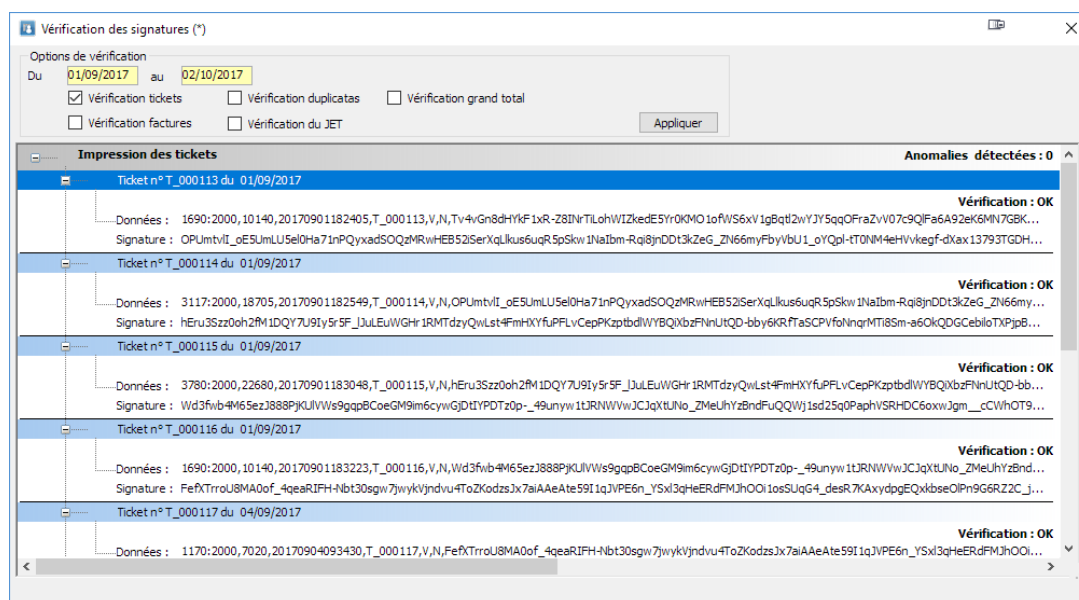 Vérification des signatures (*)
Options de vérification
Du 01/09/2017 au 02/10/2017
Vérification tickets Vérification duplicatas Vérification grand total
Vérification factures Vérification du JET Appliquer
Impression des tickets Anomalies détectées : 0
Ticket n° T_000113 du 01/09/2017
Vérification : OK
Données : 1690:2000,10140,20170901182405,T_000113,V,N,Tv4vGn8dHYkF1xR-Z8INrTiLohWIZkedE5Yr0KMO1ofWS6xV1gBqtl2wYJY5qqOFraZvV07c9QlFa6A92eK6MN7GBK...
Signature : OPUmtvlI_oE5UmLU5el0Ha71nPQyxadSOQzMRwHEB52iSerXqLlkus6uqR5pSkw1NaIbm-Rqi8jnDDt3kZeG_ZN66myFbyVbU1_oYQpl-tT0NM4eHVvkegf-dXax13793TGDH...
Ticket n° T_000114 du 01/09/2017
Vérification : OK
Données : 3117:2000,18705,20170901182549,T_000114,V,N,OPUmtvlI_oE5UmLU5el0Ha71nPQyxadSOQzMRwHEB52iSerXqLlkus6uqR5pSkw1NaIbm-Rqi8jnDDt3kZeG_ZN66my...
Signature : hEru3Szz0oh2fM1DQY7U9Iy5r5F_lJuLEuWGHr1RMTdzyQwLst4FmHXYfuPFLvCepPKzptbdlWYBQiXbzFNnUtQD-bby6KRfTaSCPVfoNnqrMTi8Sm-a6OkQDGCebiloTXPjpB...
Ticket n° T_000115 du 01/09/2017
Vérification : OK
Données : 3780:2000,22680,20170901183048,T_000115,V,N,hEru3Szz0oh2fM1DQY7U9Iy5r5F_lJuLEuWGHr1RMTdzyQwLst4FmHXYfuPFLvCepPKzptbdlWYBQiXbzFNnUtQD-bb...
Signature : Wd3fwb4M65ezJ888PjKUlVWs9gqpBCoeGM9im6cywGjDtIYPDTz0p-_49unyw1tJRNWVwJCJqXtUNo_ZMeUhYzBndFuQQWj1sd25q0PaphVSRHDC6oxwJgm__cCWhOT9...
Ticket n° T_000116 du 01/09/2017
Vérification : OK
Données : 1690:2000,10140,20170901183223,T_000116,V,N,Wd3fwb4M65ezJ888PjKUlVWs9gqpBCoeGM9im6cywGjDtIYPDTz0p-_49unyw1tJRNWVwJCJqXtUNo_ZMeUhYzBnd...
Signature : FefXTrroU8MA0of_4qeaRIFH-Nbt30sgw7jwykVjndvu4ToZKodzsJx7aiAAeAte59I1qJVPE6n_YSxl3qHeERdFMJhOOi1osSUqG4_desR7KAxydpgEQxkbseOlPn9G6RZ2C_j...
Ticket n° T_000117 du 04/09/2017
Vérification : OK
Données : 1170:2000,7020,20170904093430,T_000117,V,N,FefXTrroU8MA0of_4qeaRIFH-Nbt30sgw7jwykVjndvu4ToZKodzsJx7aiAAeAte59I1qJVPE6n_YSxl3qHeERdFMJhOOi...